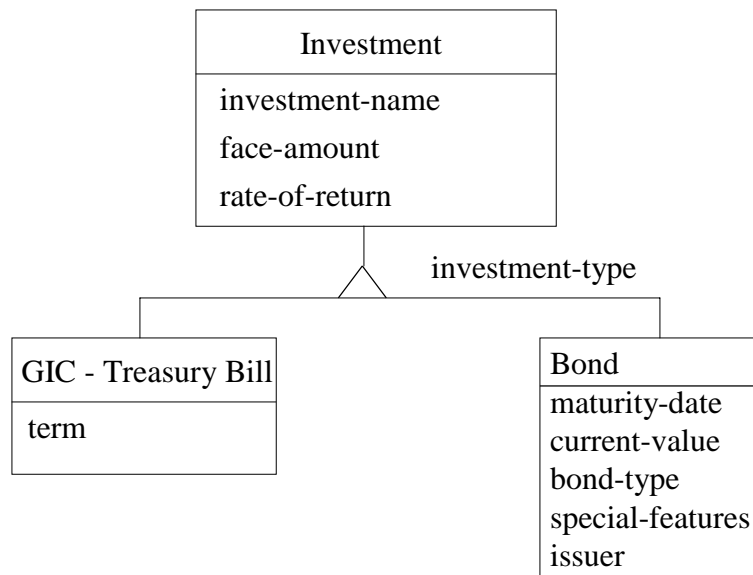 Investment
investment-name
face-amount
rate-of-return
investment-type
GIC - Treasury Bill
term
Bond
maturity-date
current-value
bond-type
special-features
issuer